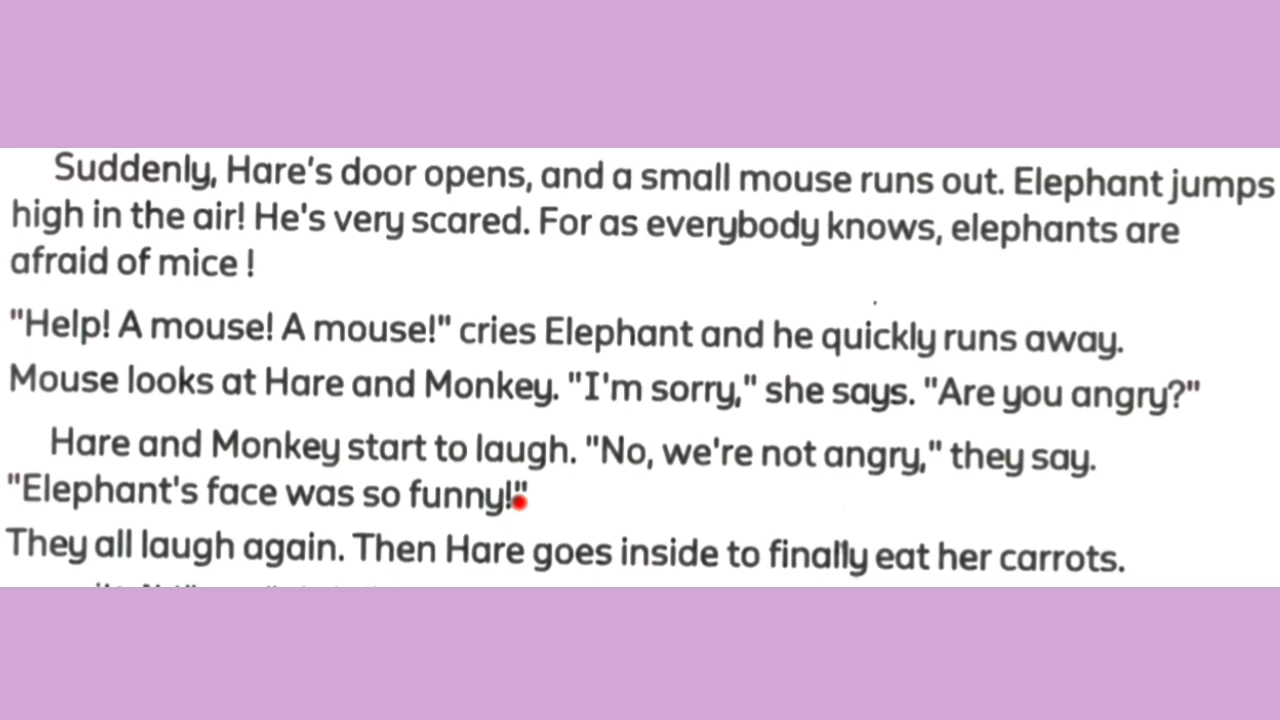 Suddenly, Hare's door opens, and a small mouse runs out. Elephant jumps
high in the air! He's very scared. For as everybody knows, elephants are
afraid of mice !
"Help! A mouse! A mouse!" cries Elephant and he quickly runs away.
Mouse looks at Hare and Monkey. "I'm sorry," she says. "Are you angry?"
Hare and Monkey start to laugh. "No, we're not angry," they say.
"Elephant's face was so funny!"
They all laugh again. Then Hare goes inside to finally eat her carrots.